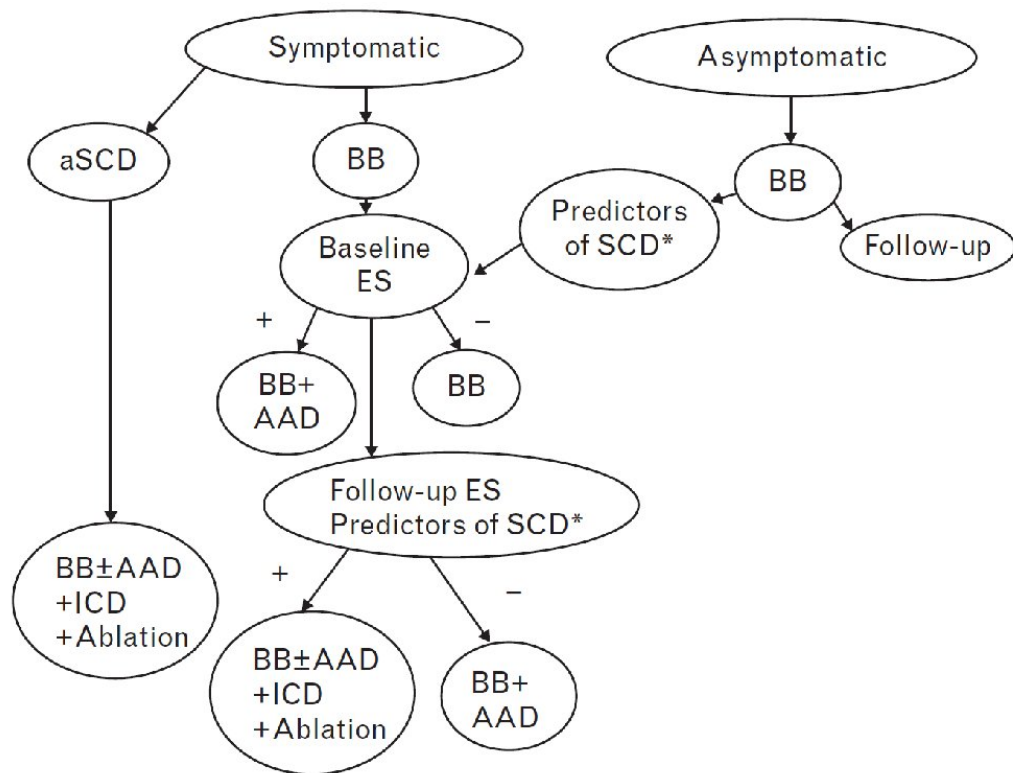 Symptomatic
Asymptomatic
aSCD
BB
BB
Predictors
of SCD*
Follow-up
Baseline
ES
+
−
BB+
AAD
BB
Follow-up ES
Predictors of SCD*
+
−
BB±AAD
+ICD
+Ablation
BB±AAD
+ICD
+Ablation
BB+
AAD